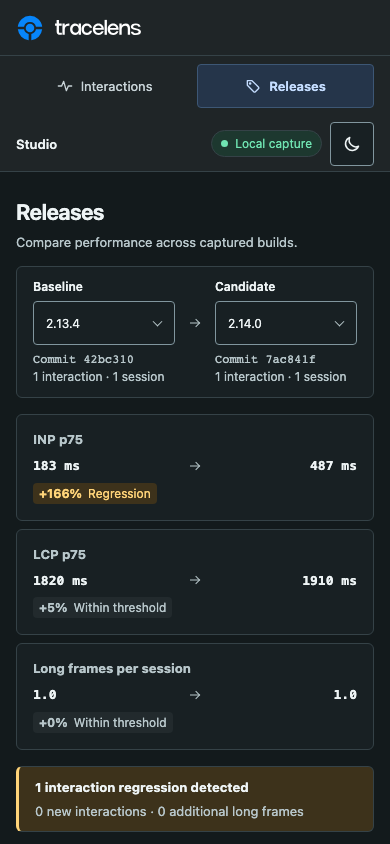 tracelens
Interactions
Releases
Studio
Local capture
Releases
Compare performance across captured builds.
Baseline
2.13.4
Commit 42bc310
1 interaction · 1 session
→
Candidate
2.14.0
Commit 7ac841f
1 interaction · 1 session
INP p75
183 ms → 487 ms
+166% Regression
LCP p75
1820 ms → 1910 ms
+5% Within threshold
Long frames per session
1.0 → 1.0
+0% Within threshold
1 interaction regression detected
0 new interactions · 0 additional long frames